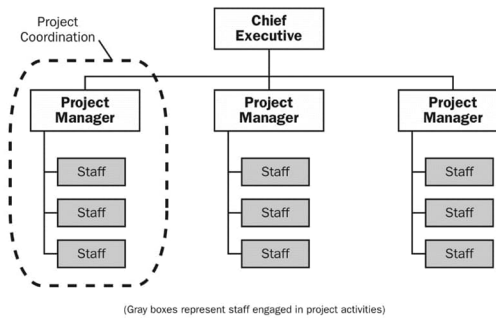 Project
Coordination
Chief
Executive
Project
Manager
Project
Manager
Project
Manager
Staff
Staff
Staff
Staff
Staff
Staff
Staff
Staff
Staff
(Gray boxes represent staff engaged in project activities)